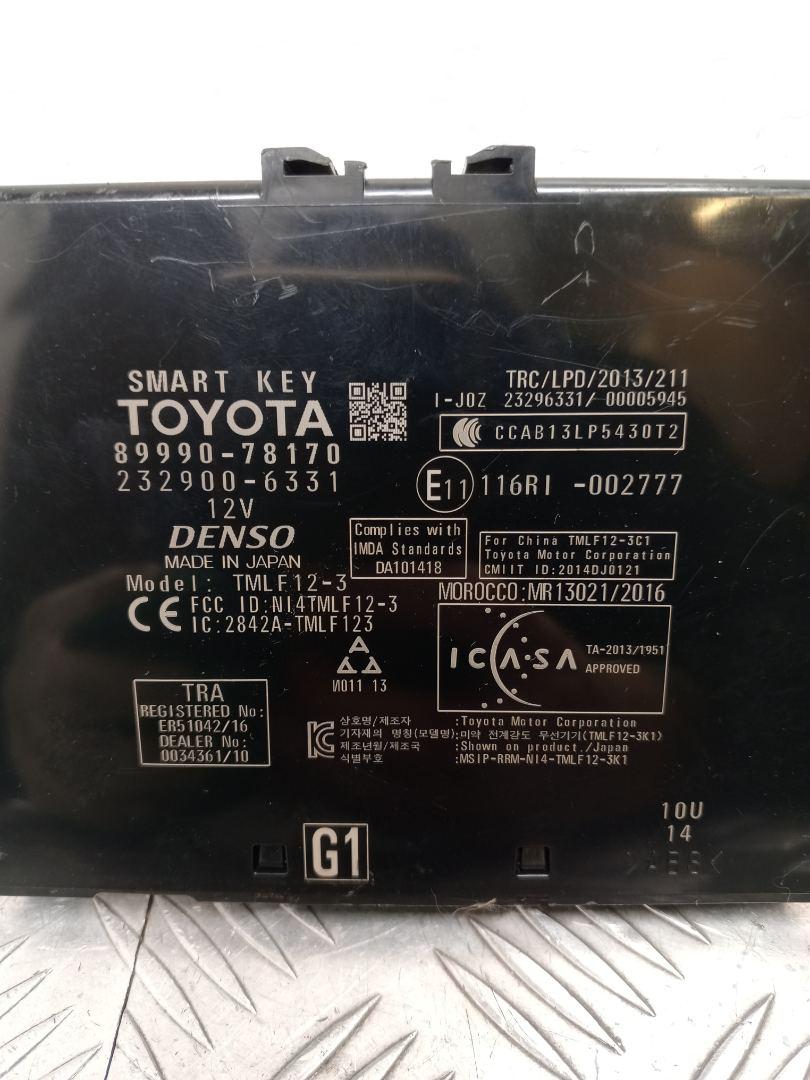 SMART KEY
TOYOTA
89990-78170
232900-6331
12V
DENSO
MADE IN JAPAN
Model: TMLF12-3
CE FCC ID:NI4TMLF12-3
IC:2842A-TMLF123
TRC/LPD/2013/211
I-JOZ 23296331/ 00005945
CCAB13LP5430T2
E11 116RI -002777
Complies with
IMDA Standards
DA101418
For China TMLF12-3C1
Toyota Motor Corporation
CMIIT ID:2014DJ0121
MOROCCO:MR13021/2016
ICASA
TA-2013/1951
APPROVED
N011 13
TRA
REGISTERED No:
ER51042/16
DEALER No:
0034361/10
상호명/제조자 :Toyota Motor Corporation
기자재의 명칭(모델명):미약 전계강도 무선기기(TMLF12-3K1)
제조년월/제조국 :Shown on product./Japan
식별부호 :MSIP-RRM-NI4-TMLF12-3K1
10U
14
>ABS<
G1